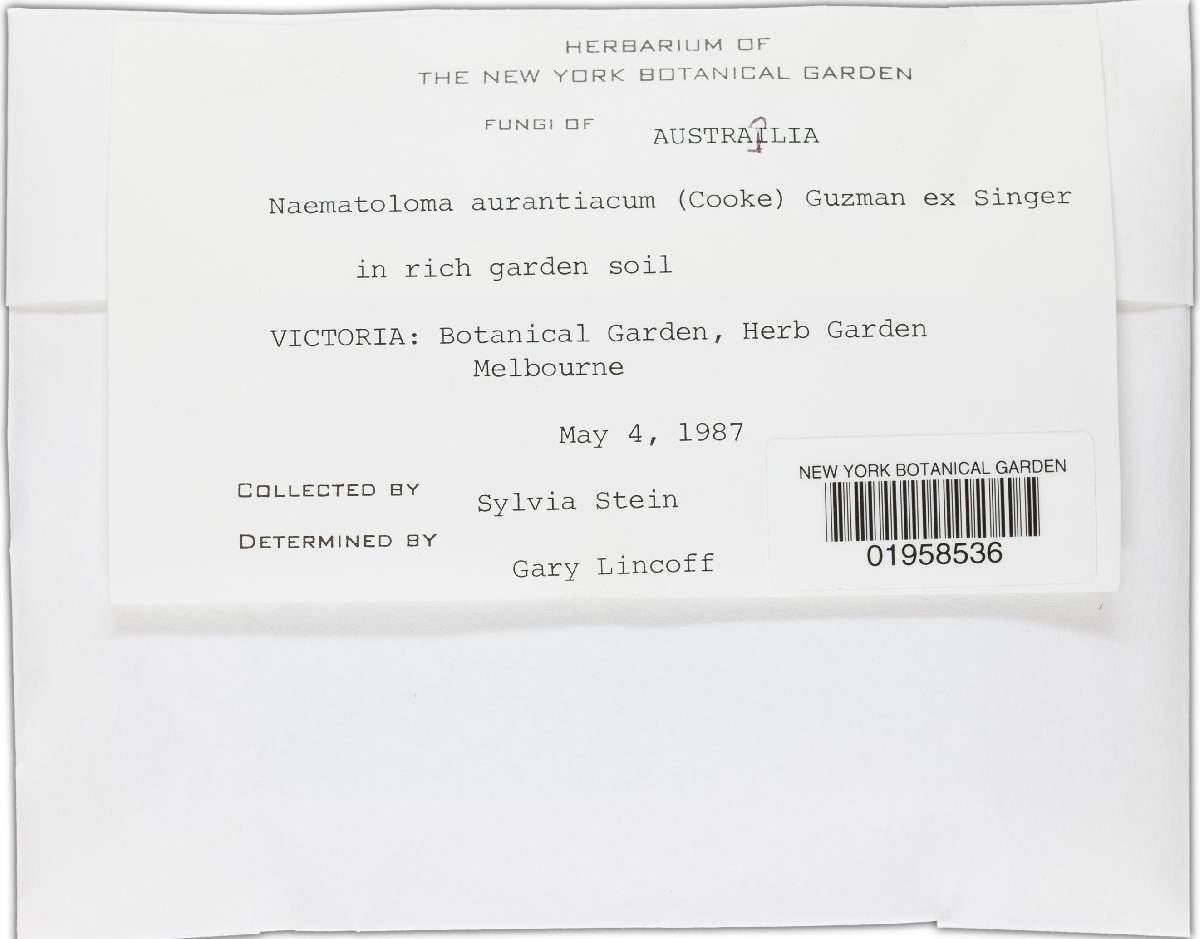 HERBARIUM OF
THE NEW YORK BOTANICAL GARDEN
FUNGI OF AUSTRAILIA
Naematoloma aurantiacum (Cooke) Guzman ex Singer
in rich garden soil
VICTORIA: Botanical Garden, Herb Garden
Melbourne
May 4, 1987
COLLECTED BY Sylvia Stein
DETERMINED BY Gary Lincoff
NEW YORK BOTANICAL GARDEN
01958536